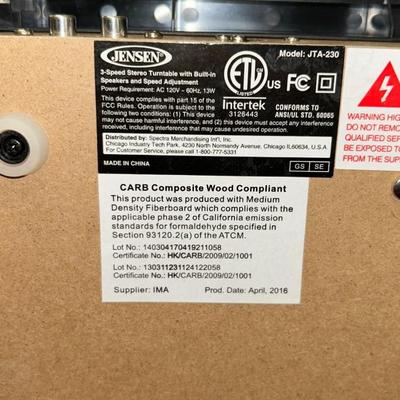 JENSEN
Model: JTA-230
3-Speed Stereo Turntable with Built-in
Speakers and Speed Adjustment
Power Requirement: AC 120V ~ 60Hz, 13W
This device complies with part 15 of the
FCC Rules. Operation is subject to the
following two conditions: (1) This device
may not cause harmful interference, and (2) this device must accept any
interference received including interference that may cause undesired operation.
ETL
US
FC
Intertek
3126443
CONFORMS TO
ANSI/UL STD. 60065
Distributed by: Spectra Merchandising Int'l, Inc.
Chicago Industry Tech Park, 4230 North Normandy Avenue, Chicago IL60634, U.S.A
For Customer Service, please call 1-800-777-5331
MADE IN CHINA
GS SE
WARNING HIG
DO NOT REMOV
QUALIFIED SERV
BE EXPOSED TO
FROM THE SUPP
CARB Composite Wood Compliant
This product was produced with Medium
Density Fiberboard which complies with the
applicable phase 2 of California emission
standards for formaldehyde specified in
Section 93120.2(a) of the ATCM.
Lot No.: 140304170419211058
Certificate No.: HK/CARB/2009/02/1001
Lot No.: 130311231124122058
Certificate No.: HK/CARB/2009/02/1001
Supplier: IMA
Prod. Date: April, 2016